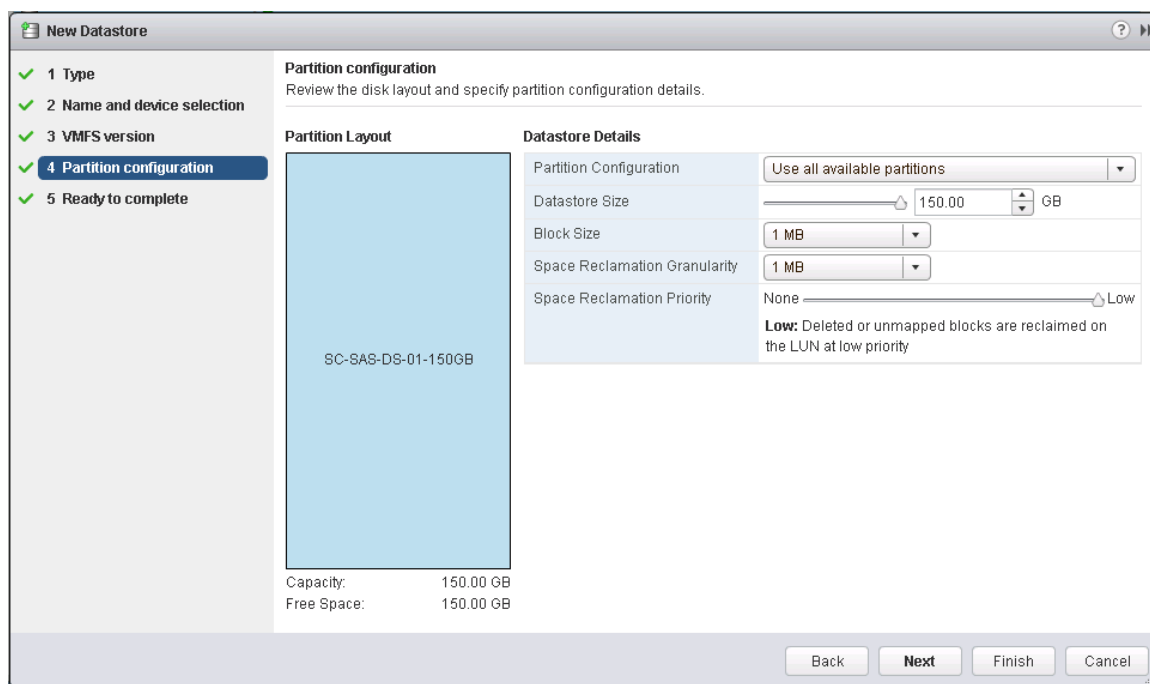 New Datastore
?
1 Type
2 Name and device selection
3 VMFS version
4 Partition configuration
5 Ready to complete
Partition configuration
Review the disk layout and specify partition configuration details.
Partition Layout
SC-SAS-DS-01-150GB
Capacity: 150.00 GB
Free Space: 150.00 GB
Datastore Details
Partition Configuration Use all available partitions
Datastore Size 150.00 GB
Block Size 1 MB
Space Reclamation Granularity 1 MB
Space Reclamation Priority None Low
Low: Deleted or unmapped blocks are reclaimed on
the LUN at low priority
Back Next Finish Cancel